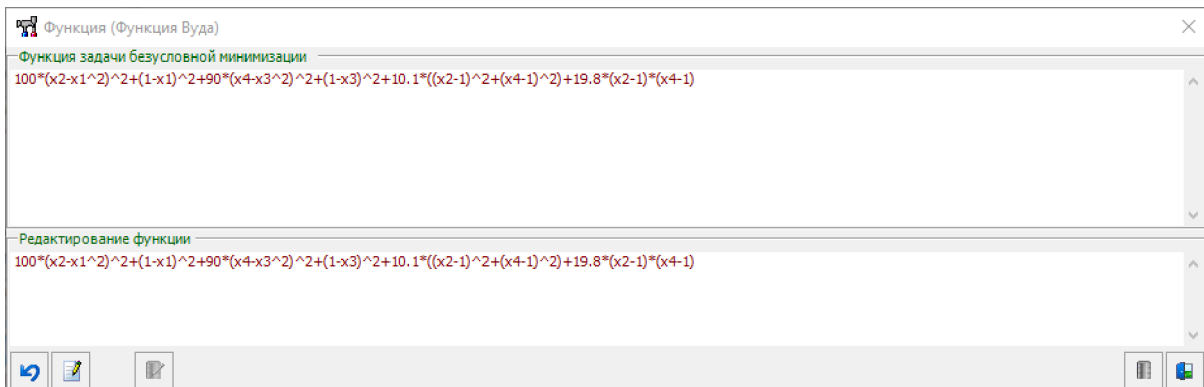 Функция (Функция Вуда)
Функция задачи безусловной минимизации
100*(x2-x1^2)^2+(1-x1)^2+90*(x4-x3^2)^2+(1-x3)^2+10.1*((x2-1)^2+(x4-1)^2)+19.8*(x2-1)*(x4-1)
Редактирование функции
100*(x2-x1^2)^2+(1-x1)^2+90*(x4-x3^2)^2+(1-x3)^2+10.1*((x2-1)^2+(x4-1)^2)+19.8*(x2-1)*(x4-1)